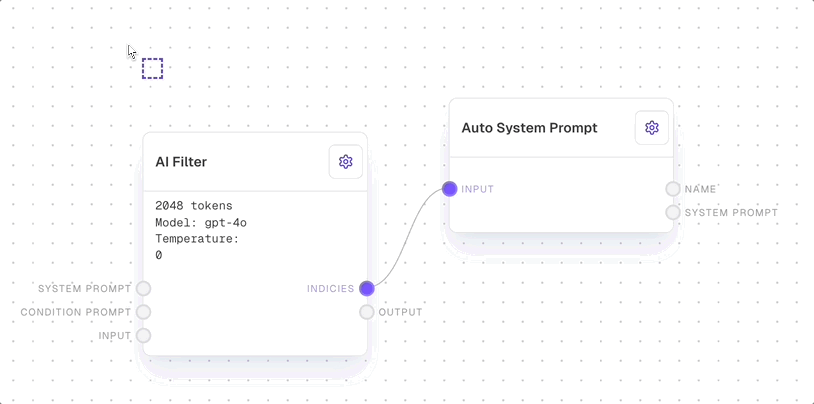 Auto System Prompt
AI Filter
INPUT
NAME
2048 tokens
SYSTEM PROMPT
Model: gpt-4o
Temperature:
0
SYSTEM PROMPT
INDICIES
CONDITION PROMPT
OUTPUT
INPUT